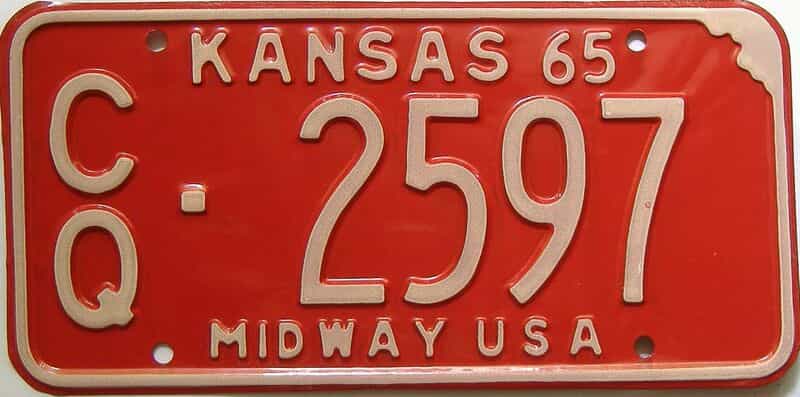 KANSAS 65
CQ - 2597
MIDWAY USA